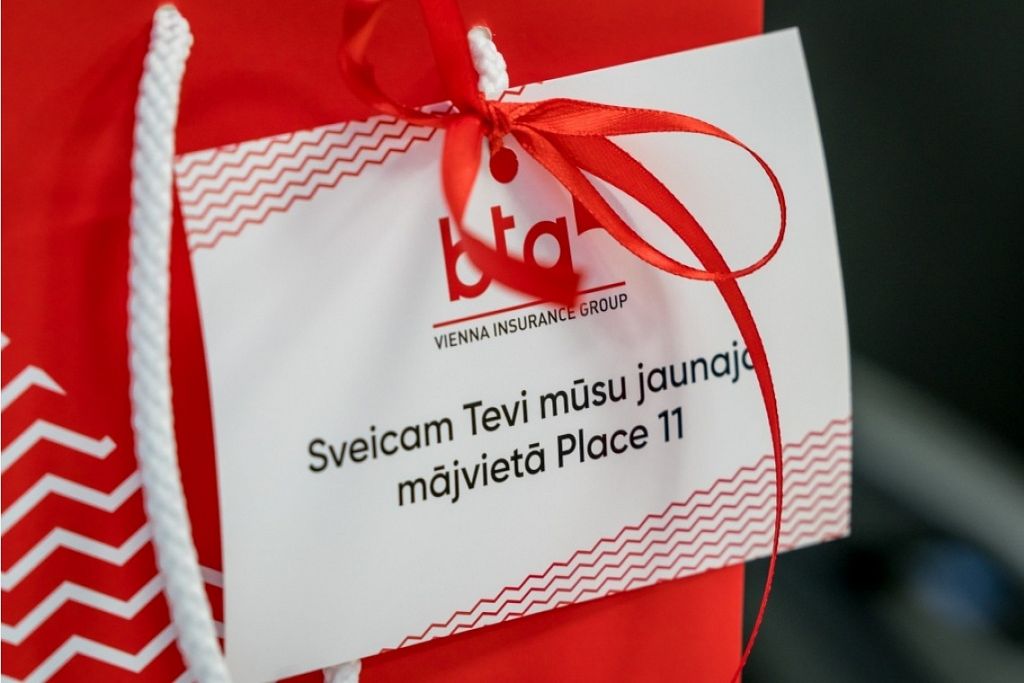 bta
VIENNA INSURANCE GROUP
Sveicam Tevi mūsu jaunajā
mājvietā Place 11